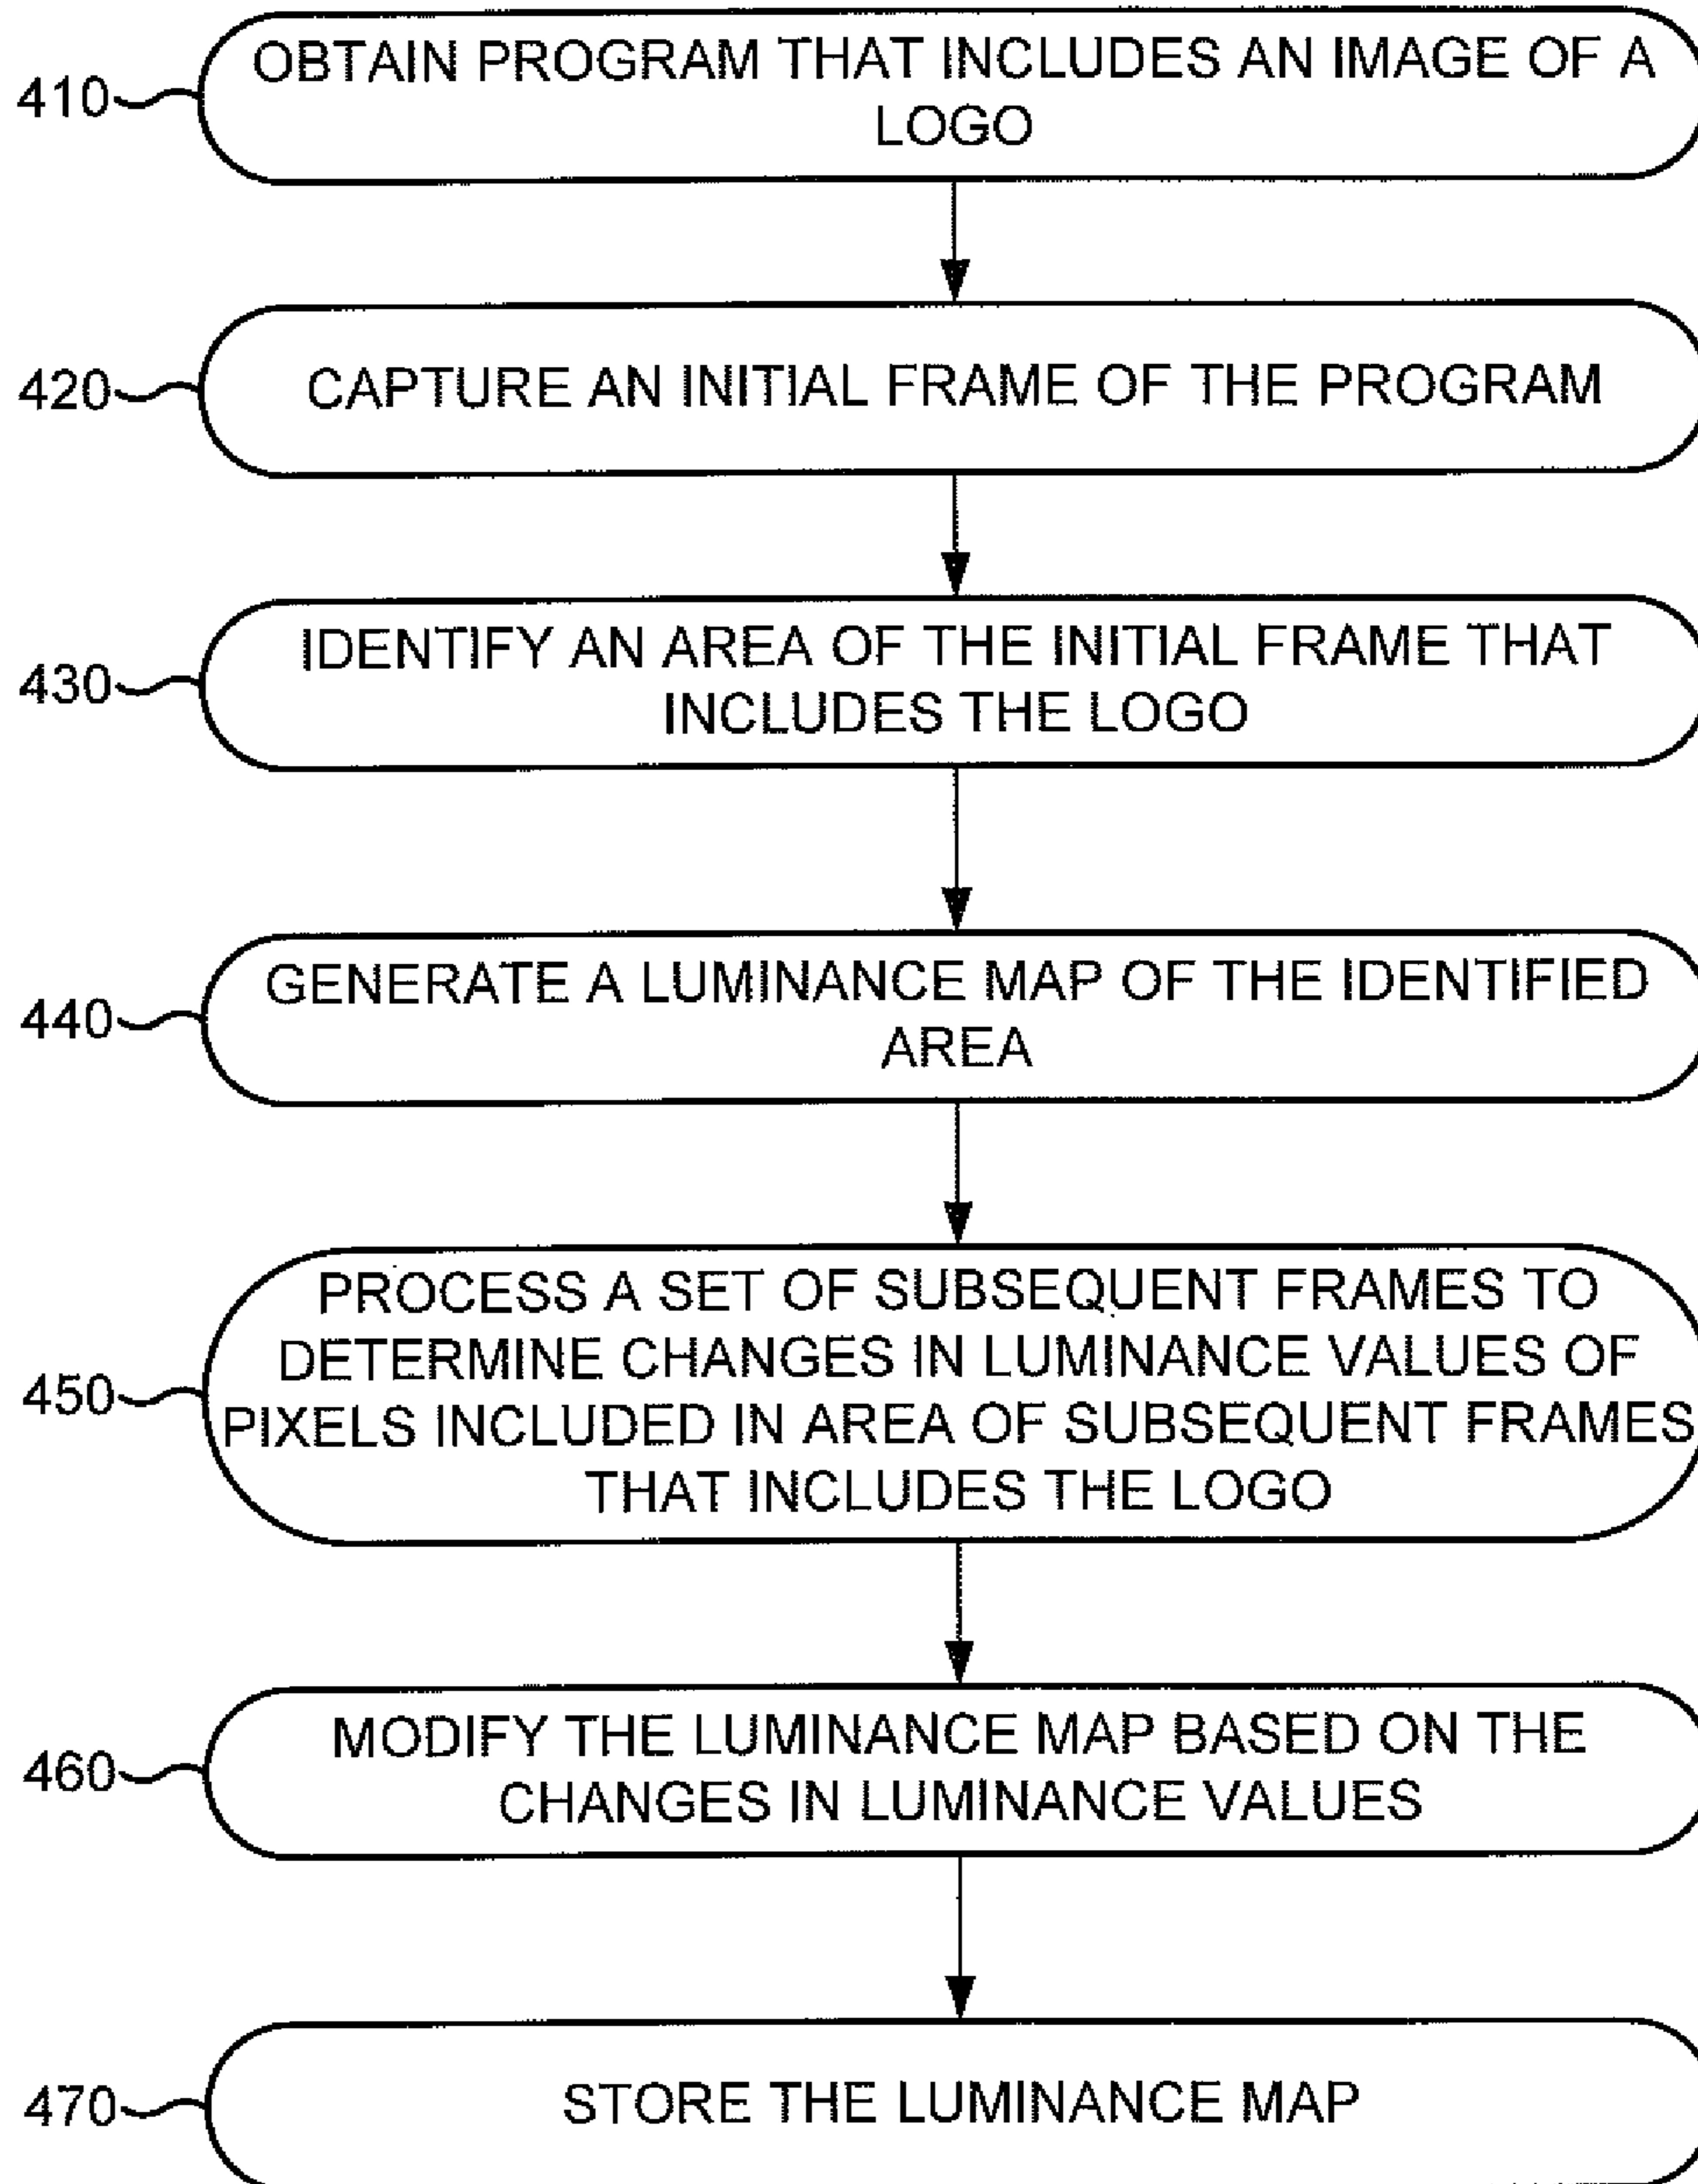 OBTAIN PROGRAM THAT INCLUDES AN IMAGE OF A
410
LOGO
420
CAPTURE AN INITIAL FRAME OF THE PROGRAM
IDENTIFY AN AREA OF THE INITIAL FRAME THAT
430
INCLUDES THE LOGO
GENERATE A LUMINANCE MAP OF THE IDENTIFIED
440
AREA
PROCESS A SET OF SUBSEQUENT FRAMES TO
DETERMINE CHANGES IN LUMINANCE VALUES OF
450
PIXELS INCLUDED IN AREA OF SUBSEQUENT FRAMES
THAT INCLUDES THE LOGO
MODIFY THE LUMINANCE MAP BASED ON THE
460
CHANGES IN LUMINANCE VALUES
470
STORE THE LUMINANCE MAP